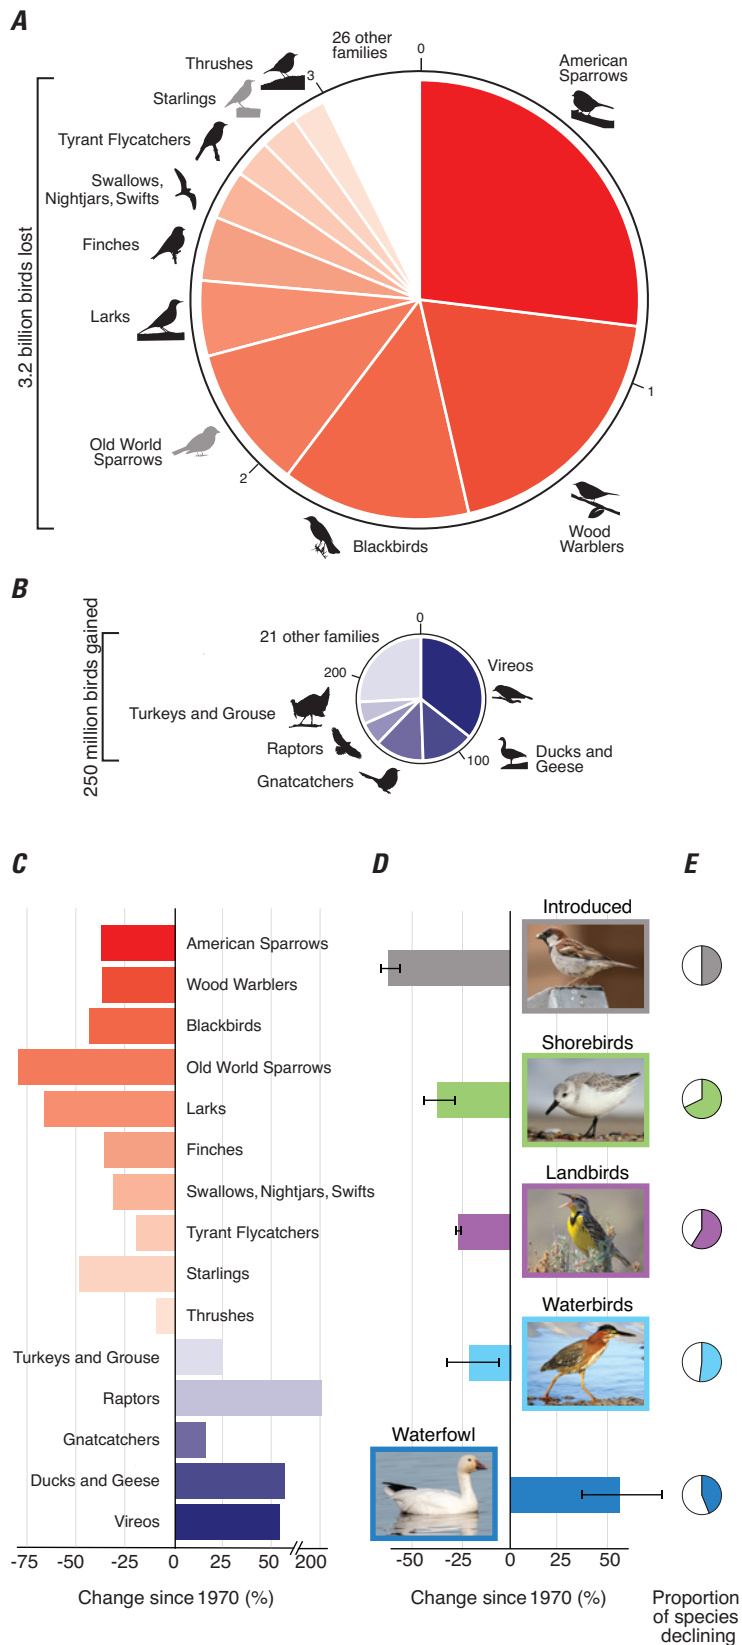 A
26 other
families
0
American
Sparrows
Thrushes
3
Starlings
Tyrant Flycatchers
Swallows,
Nightjars, Swifts
Finches
3.2 billion birds lost
Larks
1
Old World
Sparrows
2
Wood
Warblers
Blackbirds
B
250 million birds gained
0
21 other families
Vireos
200
Turkeys and Grouse
Raptors
100
Ducks and
Geese
Gnatcatchers
C
American Sparrows
Wood Warblers
Blackbirds
Old World Sparrows
Larks
Finches
Swallows, Nightjars, Swifts
Tyrant Flycatchers
Starlings
Thrushes
Turkeys and Grouse
Raptors
Gnatcatchers
Ducks and Geese
Vireos
-75 -50 -25 0 25 50 200
Change since 1970 (%)
D
Introduced
Shorebirds
Landbirds
Waterbirds
Waterfowl
-50 -25 0 25 50
Change since 1970 (%)
E
Proportion
of species
declining